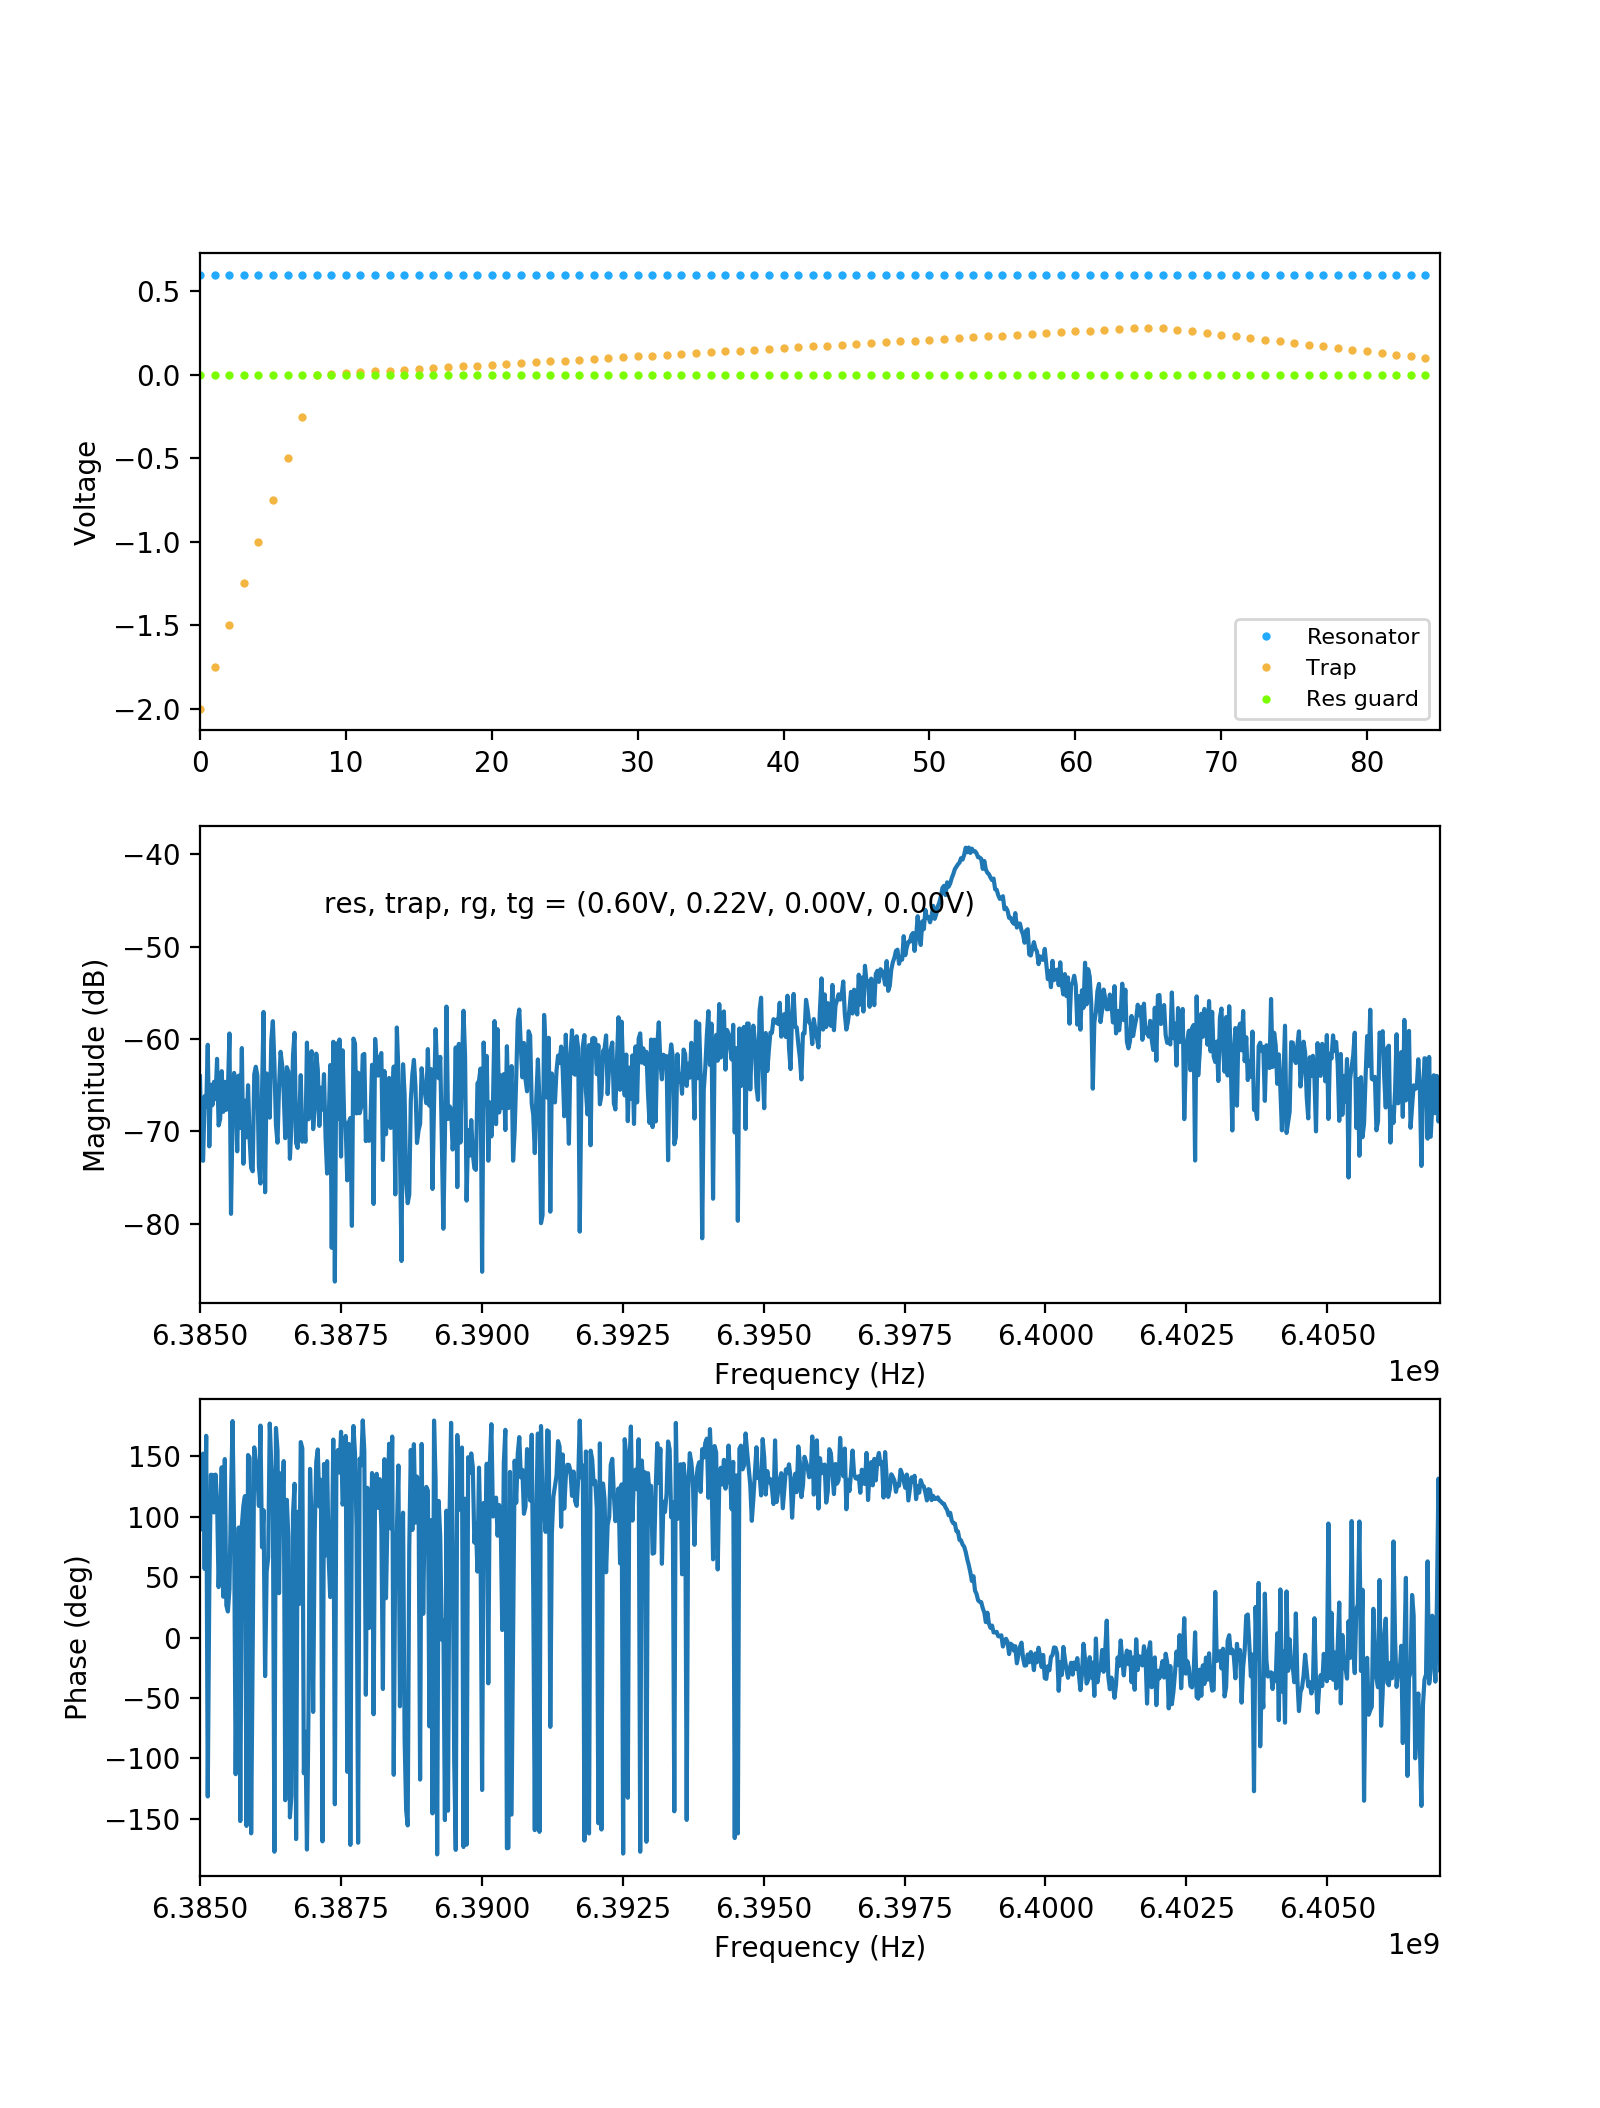 0.5
0.0
−0.5
−1.0
−1.5
−2.0
Voltage
Resonator
Trap
Res guard
0 10 20 30 40 50 60 70 80
−40
−50
−60
−70
−80
Magnitude (dB)
res, trap, rg, tg = (0.60V, 0.22V, 0.00V, 0.00V)
6.3850 6.3875 6.3900 6.3925 6.3950 6.3975 6.4000 6.4025 6.4050
Frequency (Hz)
1e9
150
100
50
0
−50
−100
−150
Phase (deg)
6.3850 6.3875 6.3900 6.3925 6.3950 6.3975 6.4000 6.4025 6.4050
Frequency (Hz)
1e9